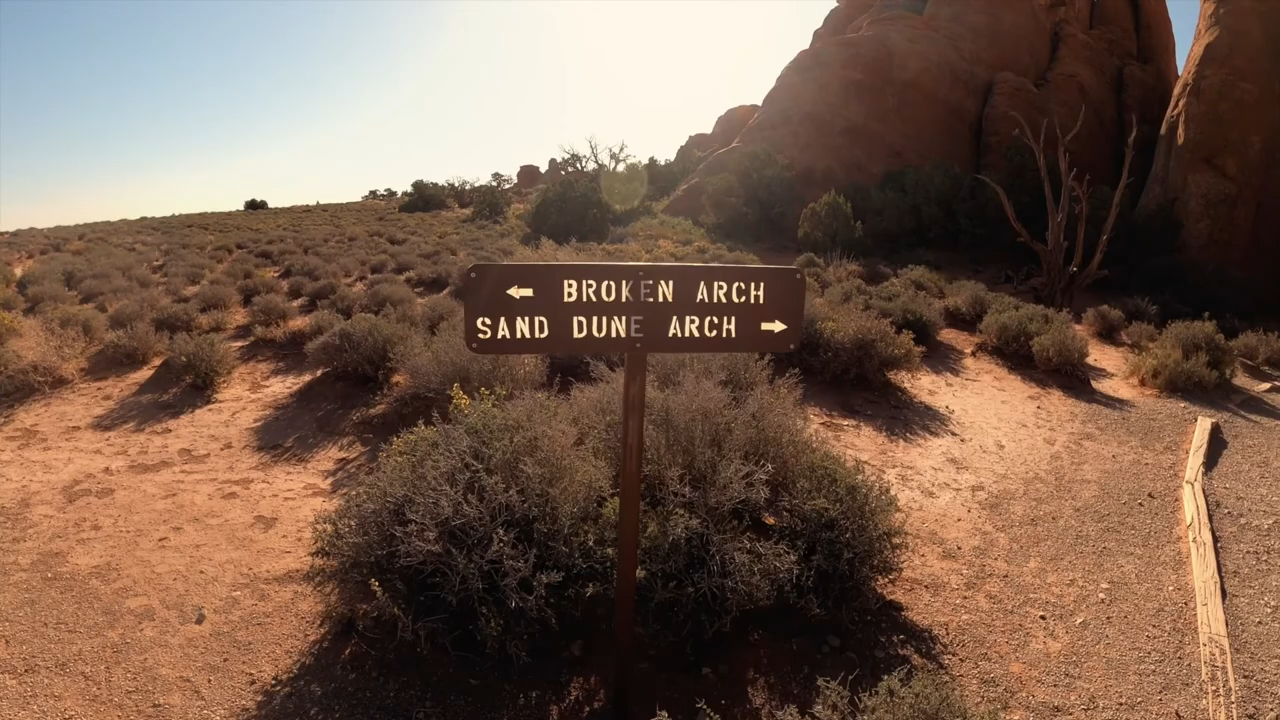 ← BROKEN ARCH
SAND DUNE ARCH →